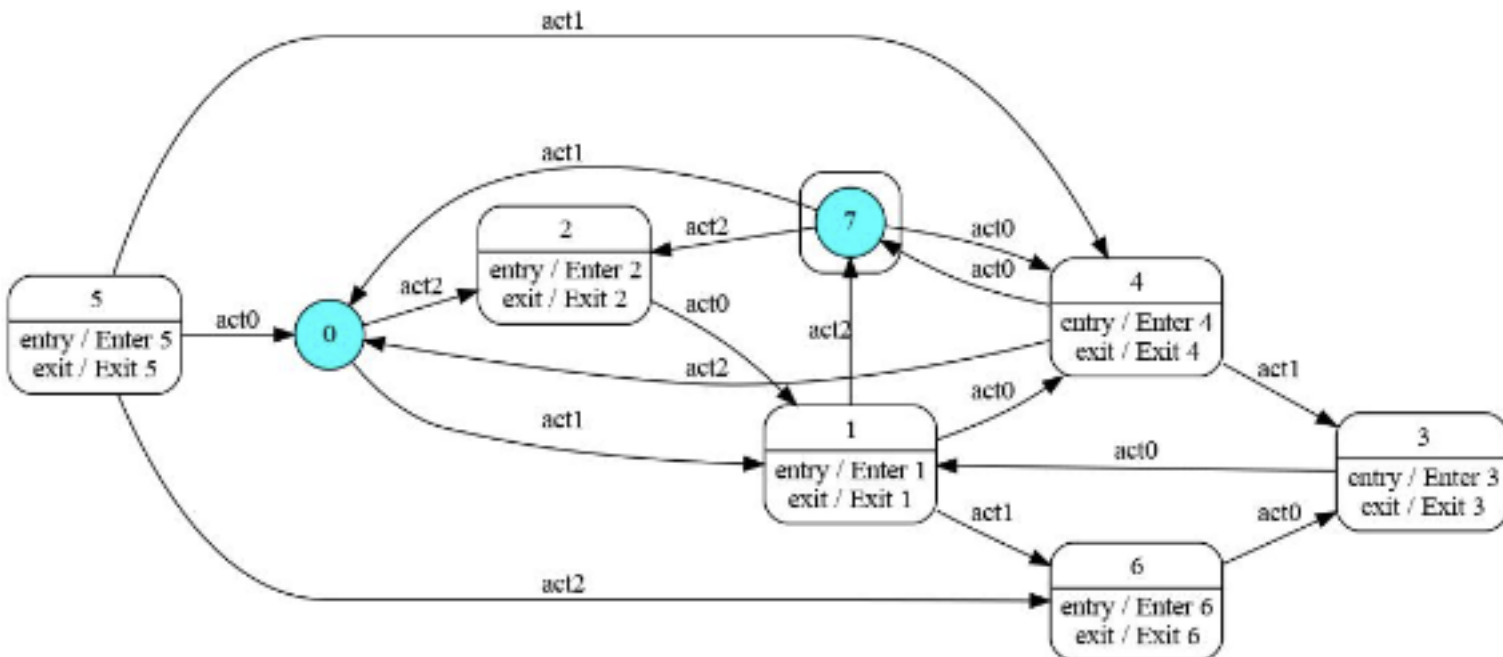 act1
act1
7
act2
act0
2
entry / Enter 2
exit / Exit 2
act0
4
entry / Enter 4
exit / Exit 4
5
entry / Enter 5
exit / Exit 5
act0
0
act2
act0
act2
act2
act0
act1
act1
1
entry / Enter 1
exit / Exit 1
act0
3
entry / Enter 3
exit / Exit 3
act1
act0
6
entry / Enter 6
exit / Exit 6
act2